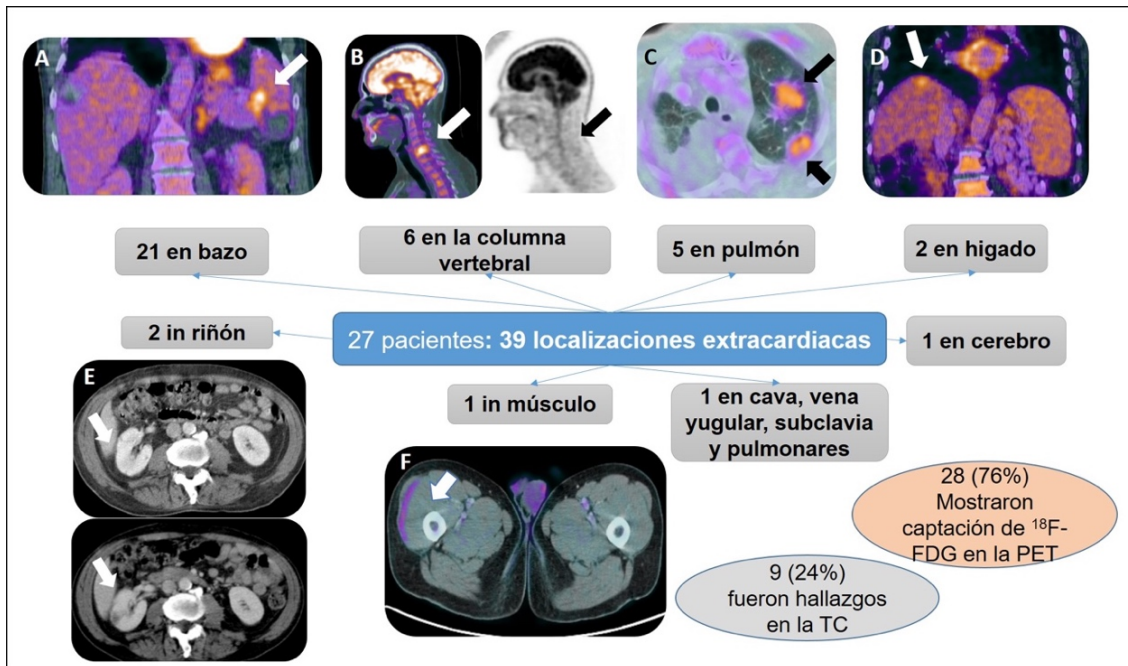 A
B
C
D
21 en bazo
6 en la columna
vertebral
5 en pulmón
2 en higado
2 in riñón
27 pacientes: 39 localizaciones extracardiacas
1 en cerebro
E
1 in músculo
1 en cava, vena
yugular, subclavia
y pulmonares
F
28 (76%)
Mostraron
captación de ¹⁸F-
FDG en la PET
9 (24%)
fueron hallazgos
en la TC